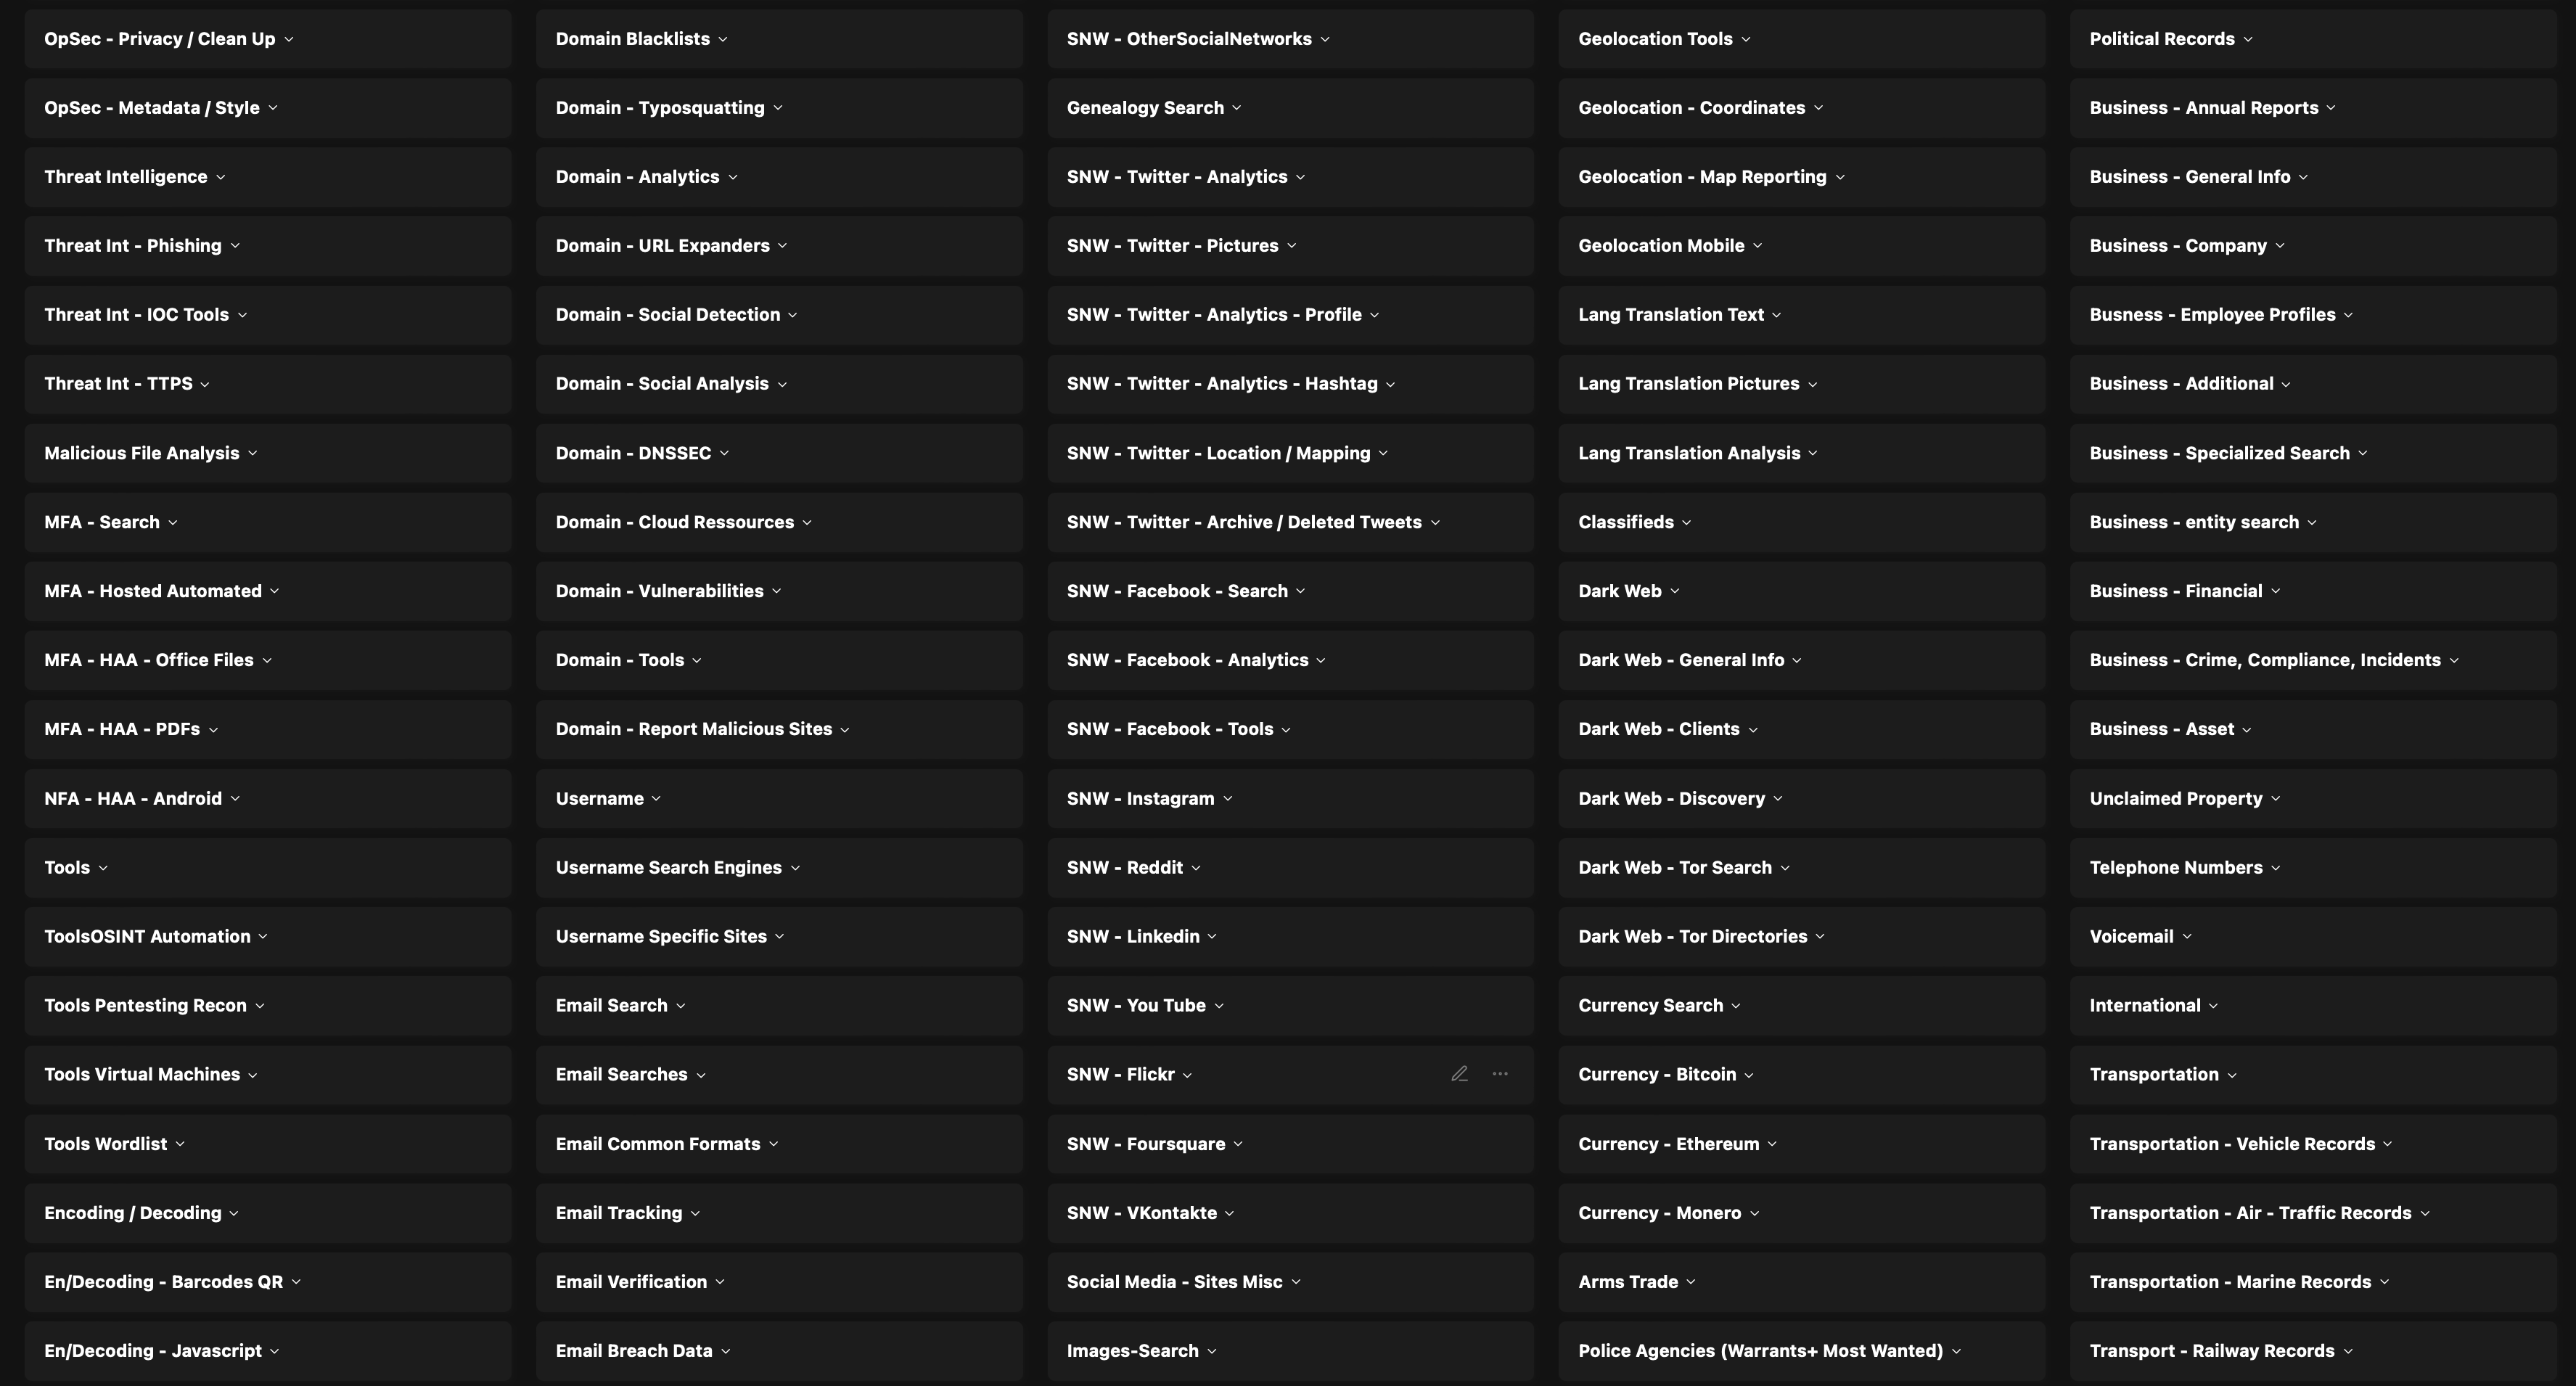 OpSec - Privacy / Clean Up
OpSec - Metadata / Style
Threat Intelligence
Threat Int - Phishing
Threat Int - IOC Tools
Threat Int - TTPS
Malicious File Analysis
MFA - Search
MFA - Hosted Automated
MFA - HAA - Office Files
MFA - HAA - PDFs
NFA - HAA - Android
Tools
ToolsOSINT Automation
Tools Pentesting Recon
Tools Virtual Machines
Tools Wordlist
Encoding / Decoding
En/Decoding - Barcodes QR
En/Decoding - Javascript
Domain Blacklists
Domain - Typosquatting
Domain - Analytics
Domain - URL Expanders
Domain - Social Detection
Domain - Social Analysis
Domain - DNSSEC
Domain - Cloud Ressources
Domain - Vulnerabilities
Domain - Tools
Domain - Report Malicious Sites
Username
Username Search Engines
Username Specific Sites
Email Search
Email Searches
Email Common Formats
Email Tracking
Email Verification
Email Breach Data
SNW - OtherSocialNetworks
Genealogy Search
SNW - Twitter - Analytics
SNW - Twitter - Pictures
SNW - Twitter - Analytics - Profile
SNW - Twitter - Analytics - Hashtag
SNW - Twitter - Location / Mapping
SNW - Twitter - Archive / Deleted Tweets
SNW - Facebook - Search
SNW - Facebook - Analytics
SNW - Facebook - Tools
SNW - Instagram
SNW - Reddit
SNW - Linkedin
SNW - You Tube
SNW - Flickr
SNW - Foursquare
SNW - VKontakte
Social Media - Sites Misc
Images-Search
Geolocation Tools
Geolocation - Coordinates
Geolocation - Map Reporting
Geolocation Mobile
Lang Translation Text
Lang Translation Pictures
Lang Translation Analysis
Classifieds
Dark Web
Dark Web - General Info
Dark Web - Clients
Dark Web - Discovery
Dark Web - Tor Search
Dark Web - Tor Directories
Currency Search
Currency - Bitcoin
Currency - Ethereum
Currency - Monero
Arms Trade
Police Agencies (Warrants+ Most Wanted)
Political Records
Business - Annual Reports
Business - General Info
Business - Company
Busness - Employee Profiles
Business - Additional
Business - Specialized Search
Business - entity search
Business - Financial
Business - Crime, Compliance, Incidents
Business - Asset
Unclaimed Property
Telephone Numbers
Voicemail
International
Transportation
Transportation - Vehicle Records
Transportation - Air - Traffic Records
Transportation - Marine Records
Transport - Railway Records